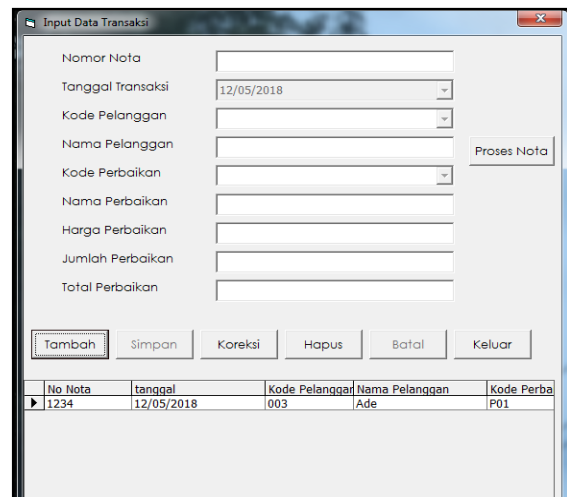 Input Data Transaksi
Nomor Nota
Tanggal Transaksi 12/05/2018
Kode Pelanggan
Nama Pelanggan
Proses Nota
Kode Perbaikan
Nama Perbaikan
Harga Perbaikan
Jumlah Perbaikan
Total Perbaikan
Tambah Simpan Koreksi Hapus Batal Keluar
No Nota tanggal Kode Pelanggan Nama Pelanggan Kode Perba
1234 12/05/2018 003 Ade P01